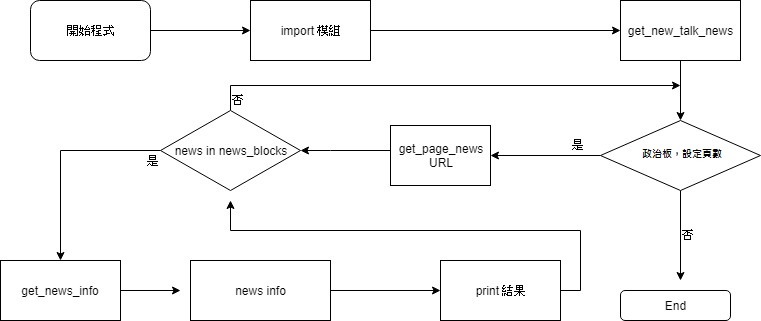 開始程式
import 模組
get_new_talk_news
否
news in news_blocks
是
get_page_news
URL
是
政治板，設定頁數
否
get_news_info
news info
print 結果
End